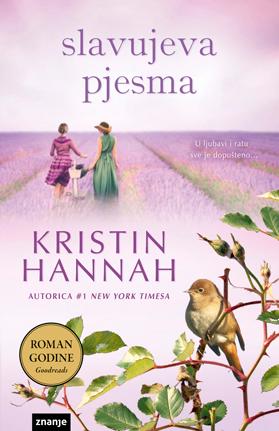 slavujeva
pjesma
U ljubavi i ratu
sve je dopušteno...
KRISTIN
HANNAH
AUTORICA #1 NEW YORK TIMESA
ROMAN
GODINE
Goodreads
znanje